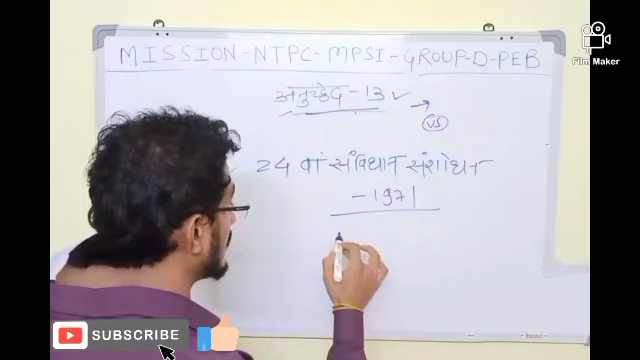 MISSION-NTPC-MPSI-GROUP-D-PEB
Film Maker
अनुच्छेद - 13 ✓ →
VS
24 वां संविधान संशोधन
- 1971
SUBSCRIBE